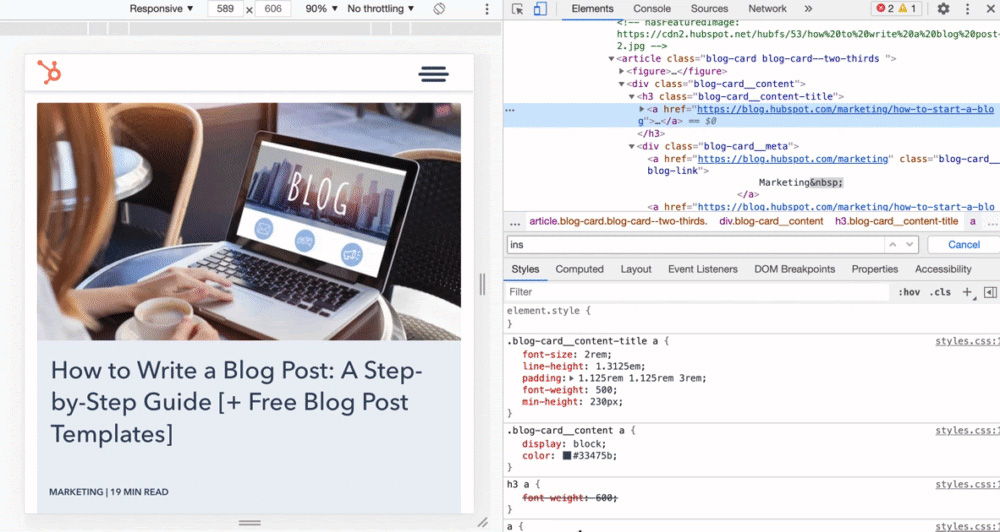 Responsive ▼ 589 × 606 90% ▼ No throttling ▼
Elements Console Sources Network » 2 1
<!-- hasfeaturedImage:
https://cdn2.hubspot.net/hubfs/53/how%20to%20write%20a%20blog%20post-
2.jpg -->
▼<article class="blog-card blog-card--two-thirds ">
▶<figure>…</figure>
▼<div class="blog-card__content">
▼<h3 class="blog-card__content-title">
… ▶<a href="https://blog.hubspot.com/marketing/how-to-start-a-blo
g">…</a> == $0
</h3>
▼<div class="blog-card__meta">
<a href="https://blog.hubspot.com/marketing" class="blog-card__
blog-link">
Marketing&nbsp;
</a>
<a href="https://blog.hubspot.com/marketing/how-to-start-a-blo
… article.blog-card.blog-card--two-thirds. div.blog-card__content h3.blog-card__content-title a
ins Cancel
Styles Computed Layout Event Listeners DOM Breakpoints Properties Accessibility
Filter :hov .cls +
element.style {
}
.blog-card__content-title a { styles.css:1
font-size: 2rem;
line-height: 1.3125em;
padding: ▶ 1.125rem 1.125rem 3rem;
font-weight: 500;
min-height: 230px;
}
.blog-card__content a { styles.css:1
display: block;
color: #33475b;
}
h3 a { styles.css:1
font-weight: 600;
}
a { styles.css:1
BLOG
How to Write a Blog Post: A Step-
by-Step Guide [+ Free Blog Post
Templates]
MARKETING | 19 MIN READ